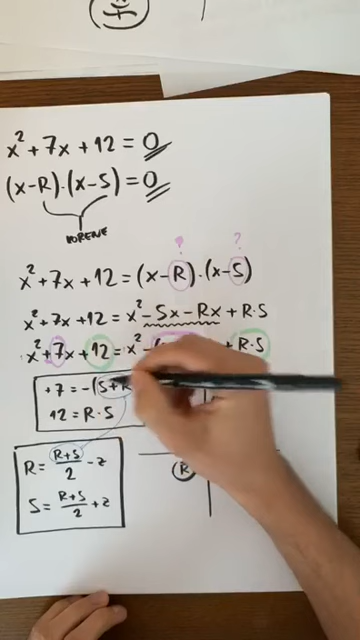 x² + 7x + 12 = 0
(x-R)·(x-S) = 0
KORENE
? ?
x² + 7x + 12 = (x-R)·(x-S)
x² + 7x + 12 = x² - Sx - Rx + R·S
x² + 7x + 12 = x² - + R·S
+7 = -(S+R
12 = R·S
R = R+S/2 - z
S = R+S/2 + z
R